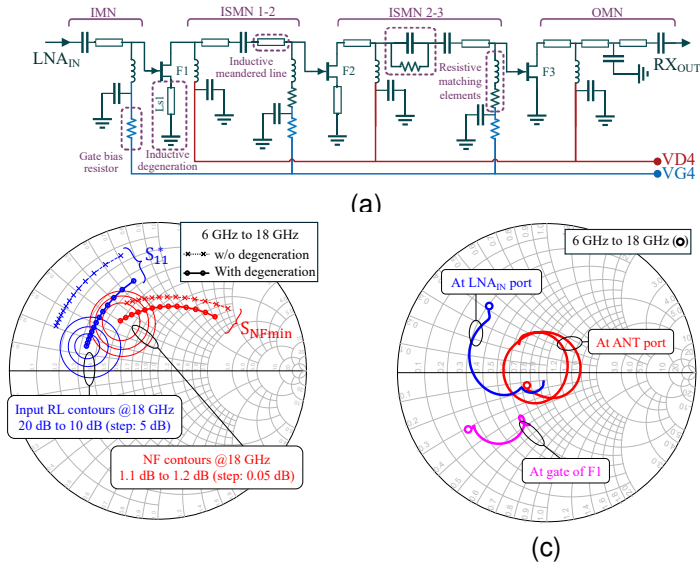 IMN
ISMN 1-2
ISMN 2-3
OMN
LNA_IN
Inductive
meandered line
F1
Ls1
F2
Resistive
matching
elements
F3
RX_OUT
Gate bias
resistor
Inductive
degeneration
VD4
VG4
(a)
6 GHz to 18 GHz
w/o degeneration
With degeneration
S*_11
S_NFmin
Input RL contours @18 GHz
20 dB to 10 dB (step: 5 dB)
NF contours @18 GHz
1.1 dB to 1.2 dB (step: 0.05 dB)
6 GHz to 18 GHz ( )
At LNA_IN port
At ANT port
At gate of F1
(c)